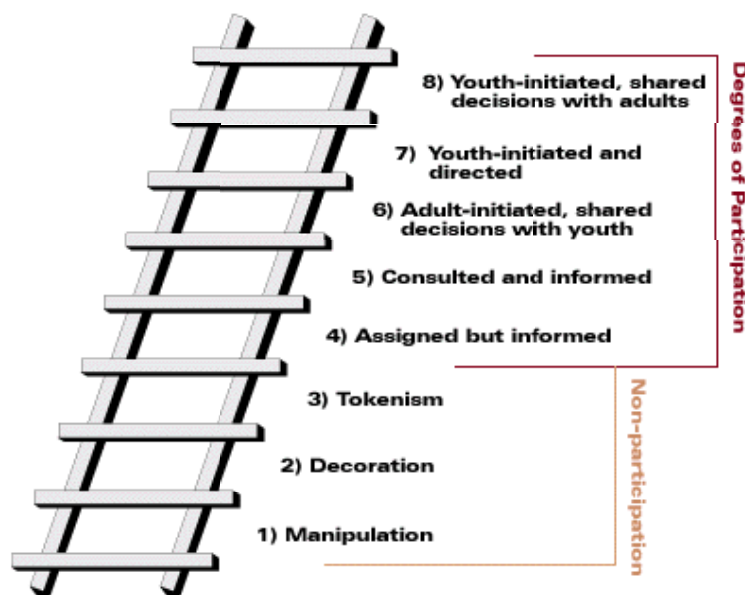 8) Youth-initiated, shared
decisions with adults
7) Youth-initiated and
directed
6) Adult-initiated, shared
decisions with youth
5) Consulted and informed
4) Assigned but informed
3) Tokenism
2) Decoration
1) Manipulation
Degrees of Participation
Non-participation